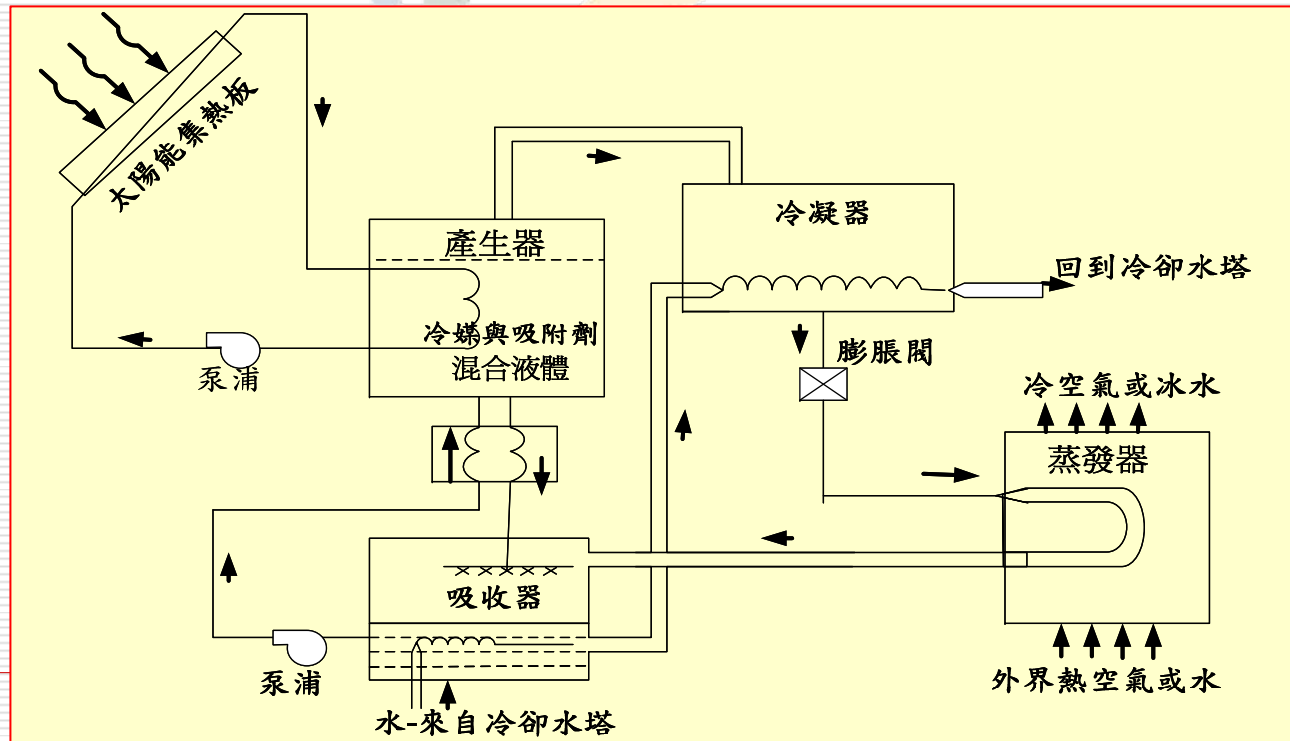 太陽能集熱板
產生器
冷媒與吸附劑
混合液體
泵浦
冷凝器
回到冷卻水塔
膨脹閥
冷空氣或冰水
蒸發器
外界熱空氣或水
吸收器
泵浦
水-來自冷卻水塔